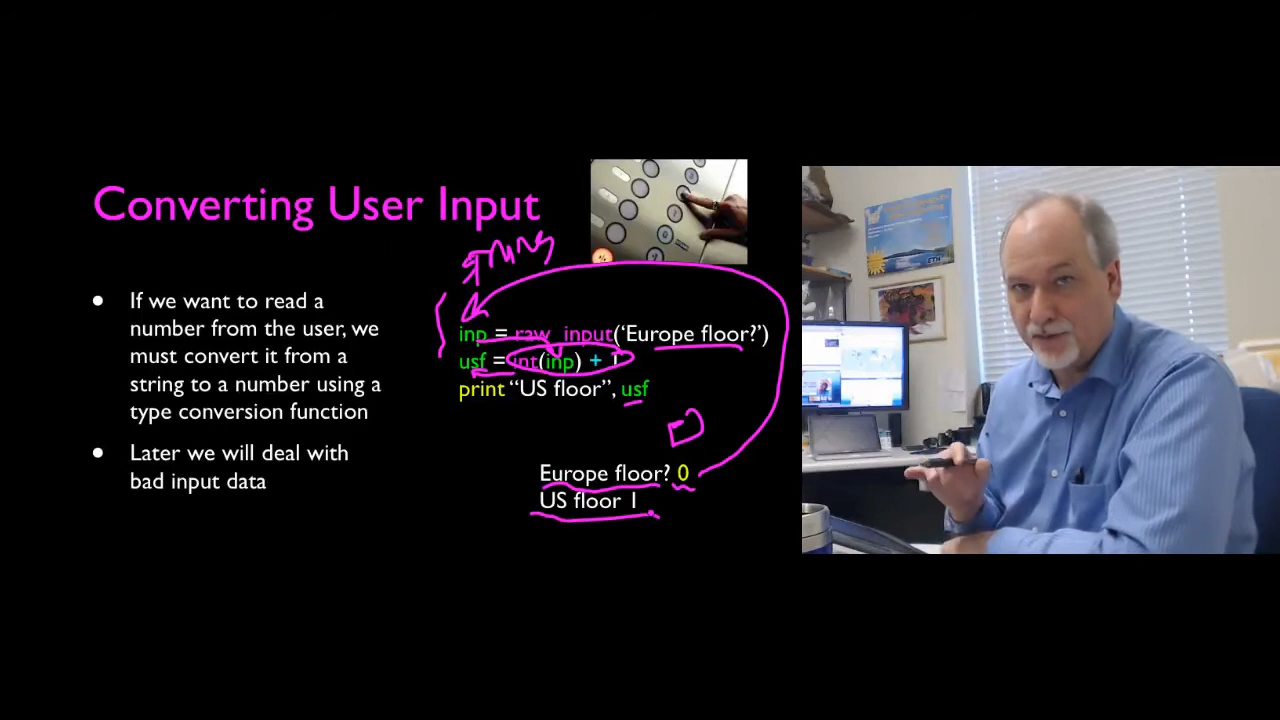 Converting User Input
string
If we want to read a
number from the user, we
must convert it from a
string to a number using a
type conversion function
Later we will deal with
bad input data
inp = raw_input(‘Europe floor?’)
usf = int(inp) + 1
print “US floor”, usf
Europe floor? 0
US floor 1
ETH